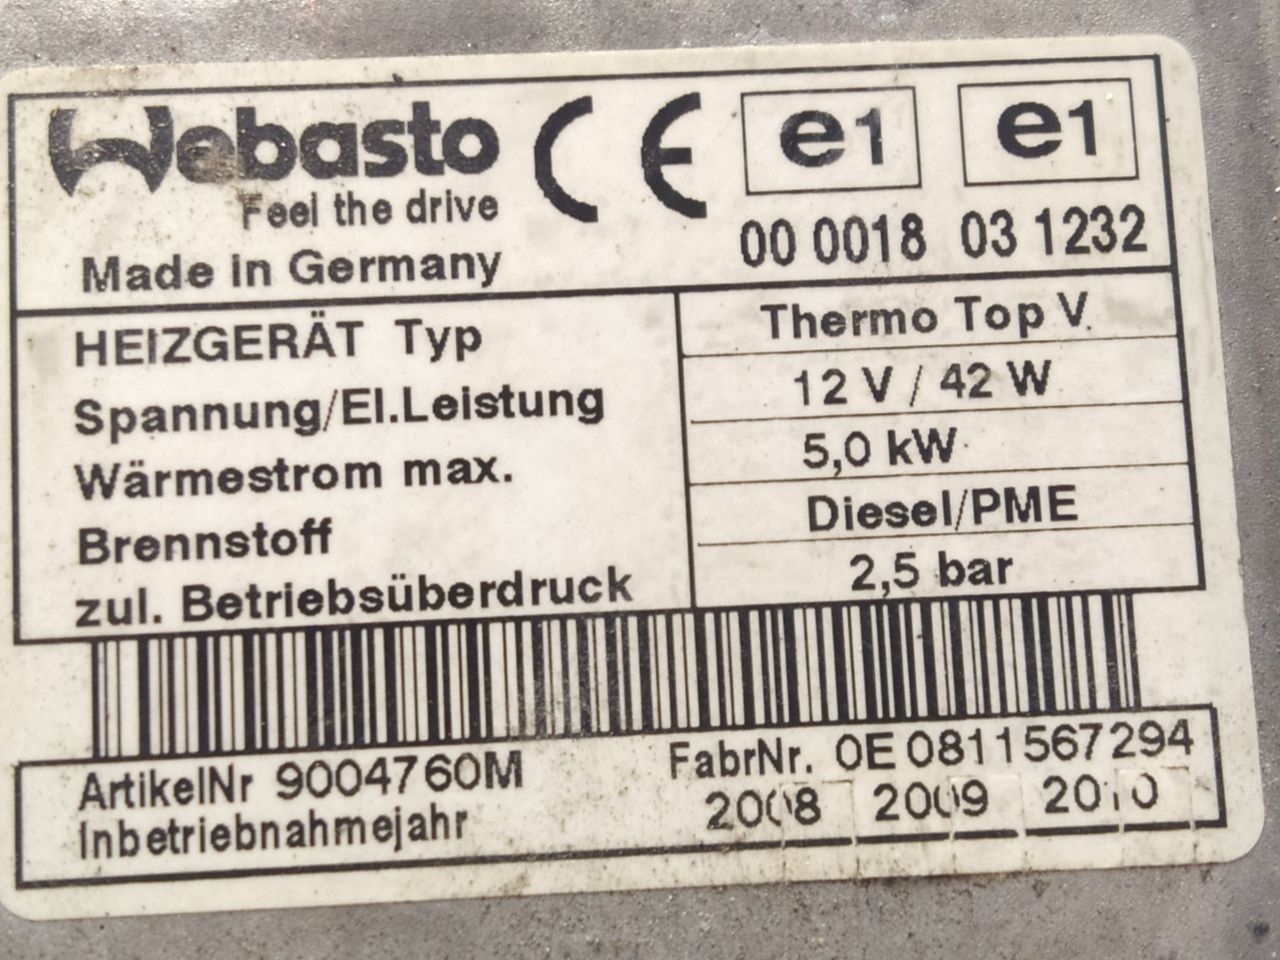 Webasto
Feel the drive
Made in Germany
CE
e1
e1
00 0018
03 1232
HEIZGERÄT Typ
Thermo Top V
Spannung/El.Leistung
12 V / 42 W
Wärmestrom max.
5,0 kW
Brennstoff
Diesel/PME
zul. Betriebsüberdruck
2,5 bar
ArtikelNr 9004760M
FabrNr. 0E0811567294
Inbetriebnahmejahr
2008 2009 2010